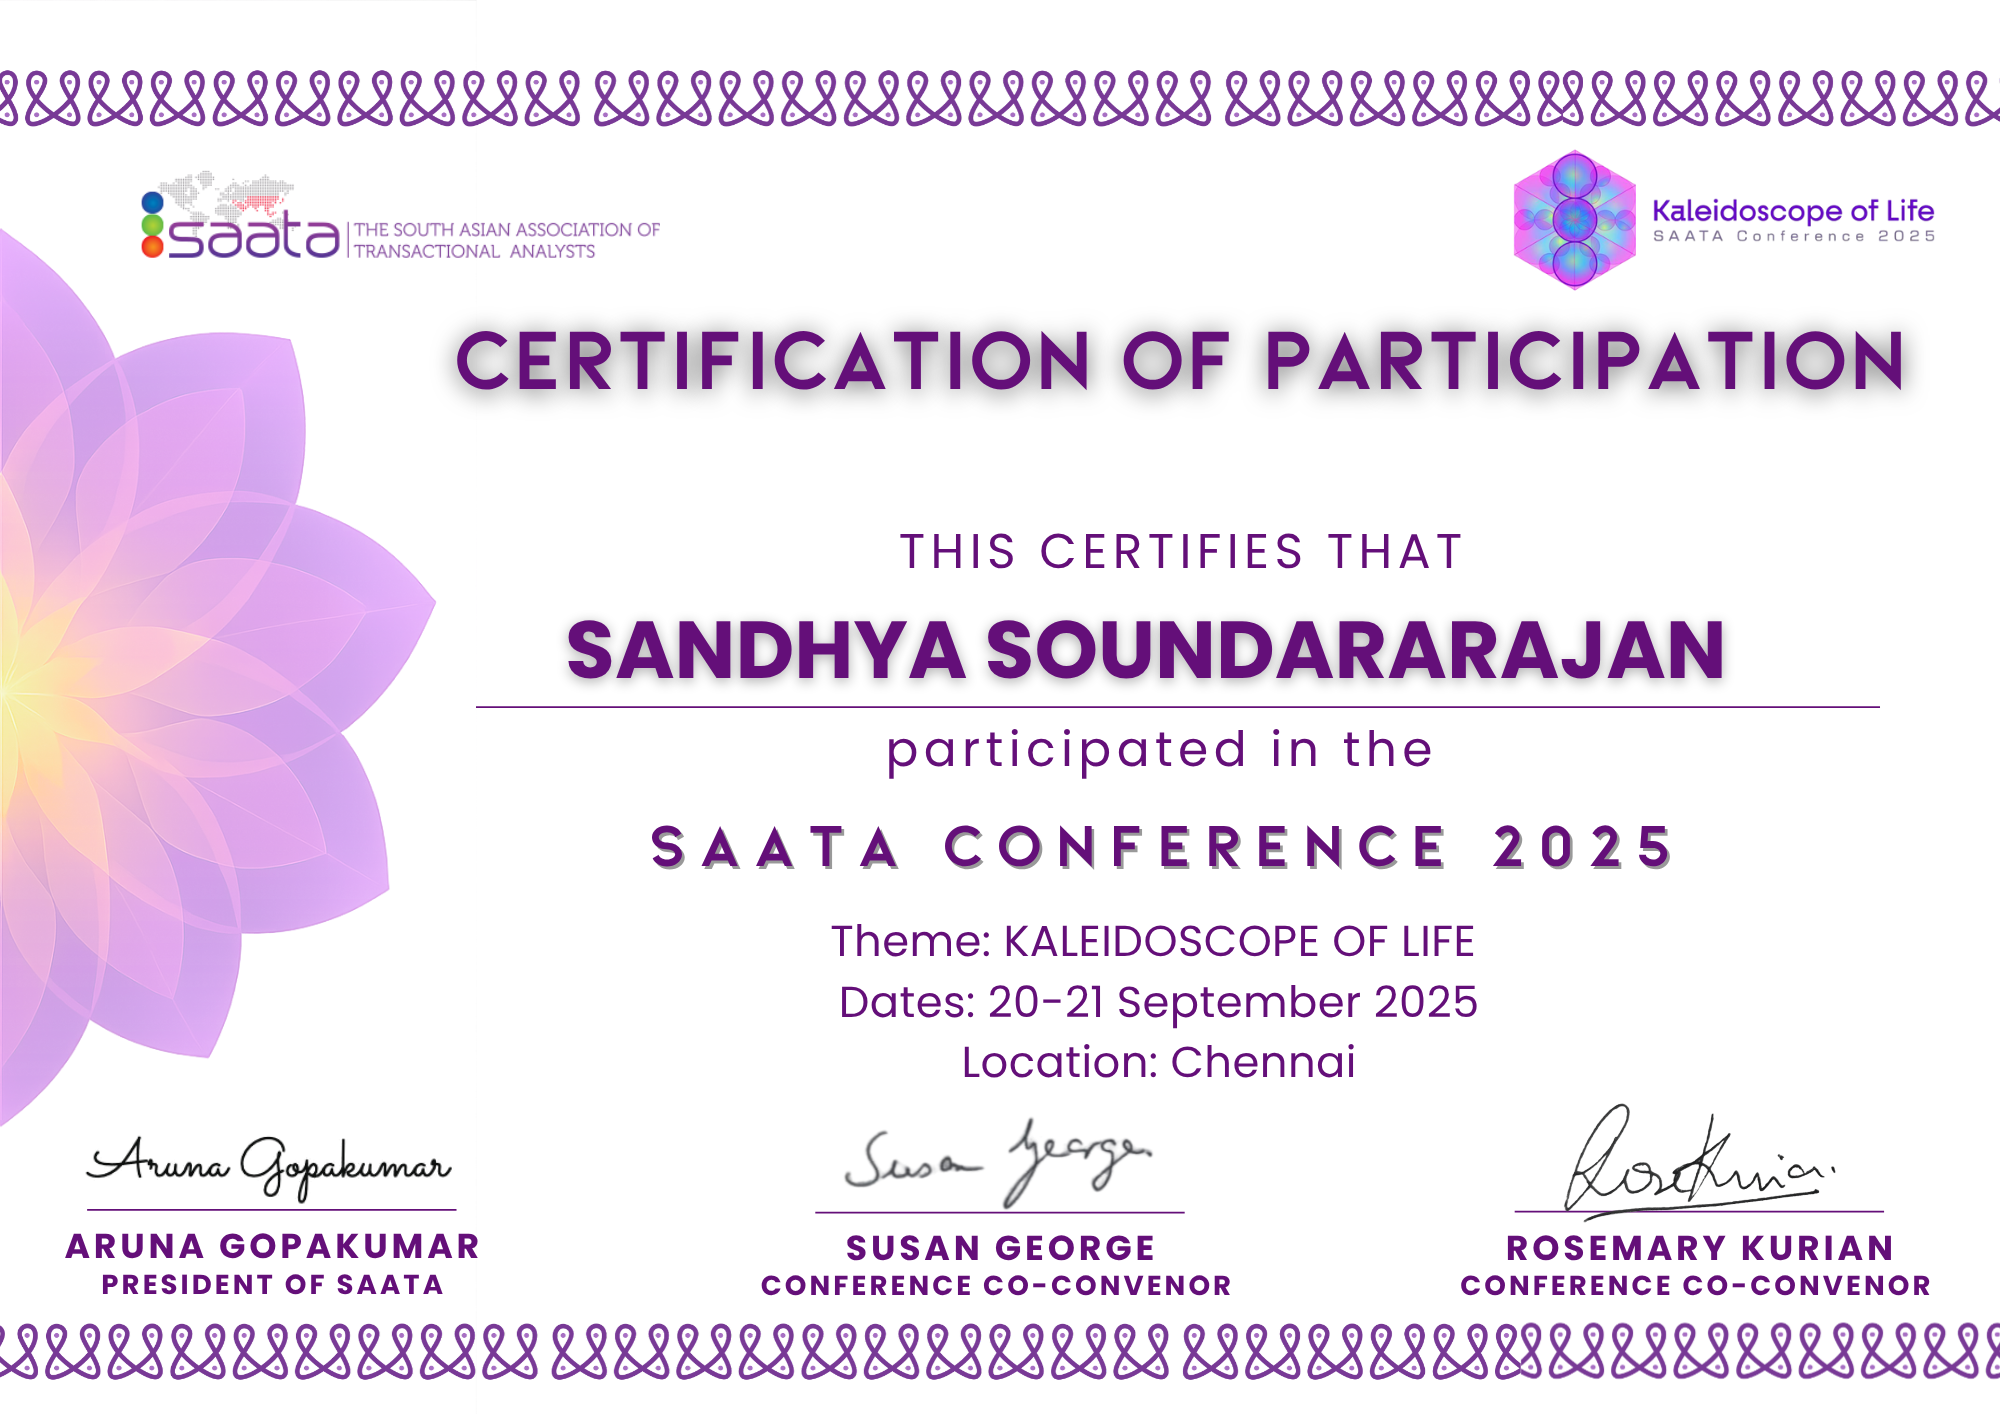 saata
THE SOUTH ASIAN ASSOCIATION OF
TRANSACTIONAL ANALYSTS
Kaleidoscope of Life
SAATA Conference 2025
CERTIFICATION OF PARTICIPATION
THIS CERTIFIES THAT
SANDHYA SOUNDARARAJAN
participated in the
SAATA CONFERENCE 2025
Theme: KALEIDOSCOPE OF LIFE
Dates: 20-21 September 2025
Location: Chennai
Aruna Gopakumar
ARUNA GOPAKUMAR
PRESIDENT OF SAATA
Susan George
SUSAN GEORGE
CONFERENCE CO-CONVENOR
ROSEMARY KURIAN
CONFERENCE CO-CONVENOR